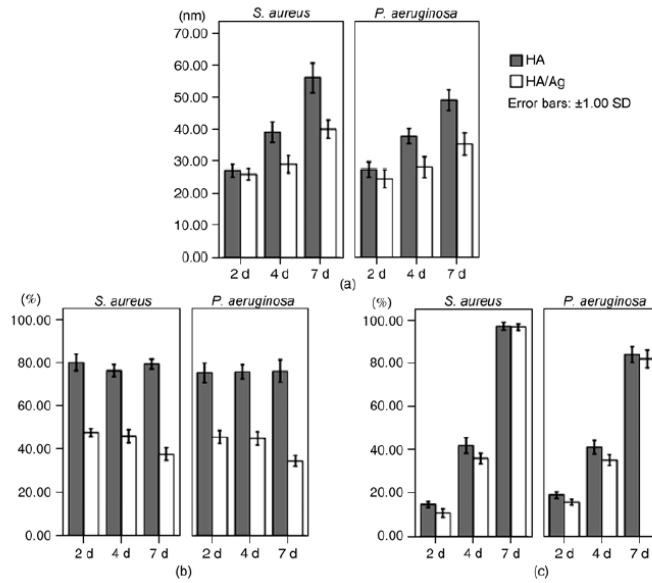 (nm)
S. aureus
P. aeruginosa
70.00
60.00
50.00
40.00
30.00
20.00
10.00
0.00
2 d 4 d 7 d 2 d 4 d 7 d
(a)
HA
HA/Ag
Error bars: ±1.00 SD
(%)
S. aureus
P. aeruginosa
100.00
80.00
60.00
40.00
20.00
0.00
2 d 4 d 7 d 2 d 4 d 7 d
(b)
(%)
S. aureus
P. aeruginosa
100.00
80.00
60.00
40.00
20.00
0.00
2 d 4 d 7 d 2 d 4 d 7 d
(c)